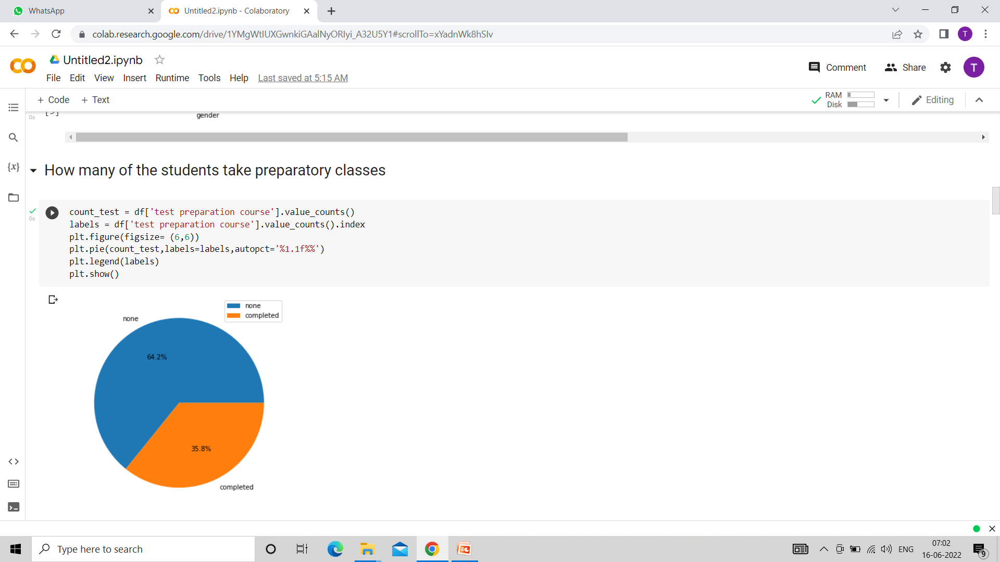 WhatsApp
Untitled2.ipynb - Colaboratory
colab.research.google.com/drive/1YMgWtIUXGwnkiGAalNyORIyi_A32U5Y1#scrollTo=xYadnWk8hSIv
T
Untitled2.ipynb
Comment
Share
T
File Edit View Insert Runtime Tools Help Last saved at 5:15 AM
+ Code + Text
RAM
Disk
Editing
0s
gender
{x}
How many of the students take preparatory classes
0s
count_test = df['test preparation course'].value_counts()
labels = df['test preparation course'].value_counts().index
plt.figure(figsize= (6,6))
plt.pie(count_test,labels=labels,autopct='%1.1f%%')
plt.legend(labels)
plt.show()
none
completed
none
64.2%
35.8%
completed
Type here to search
ENG
07:02
16-06-2022
9